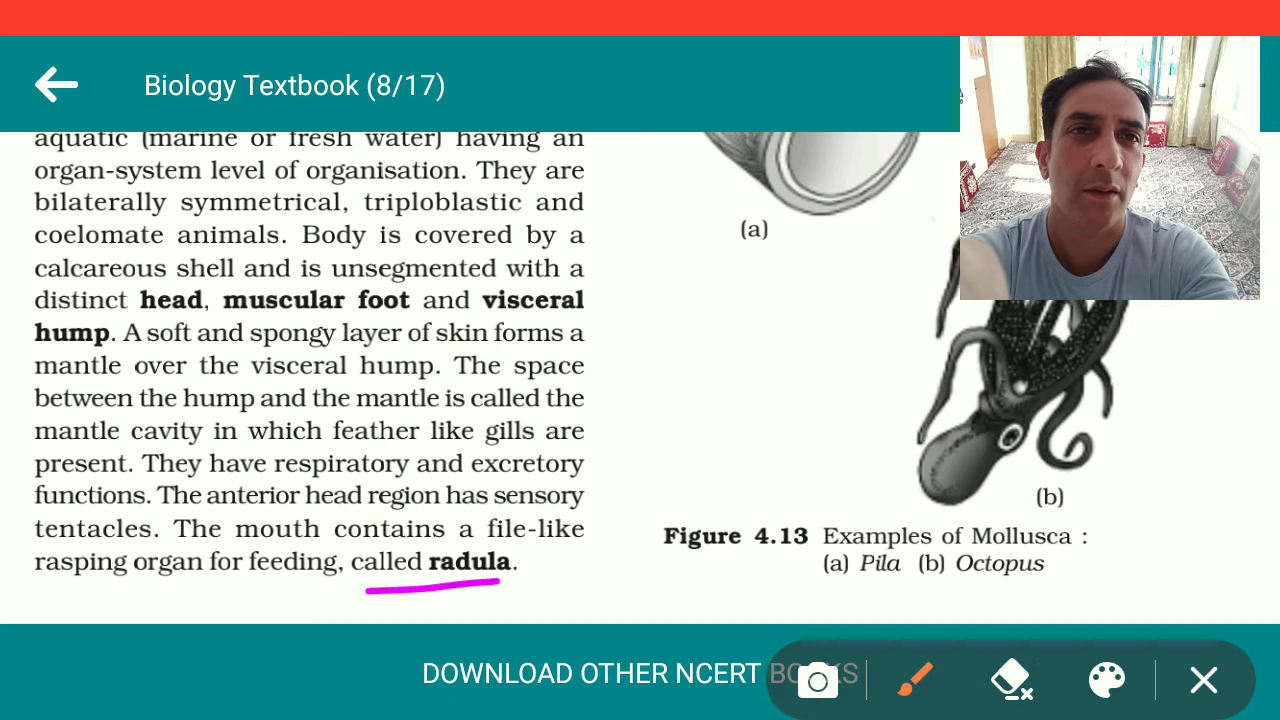 Biology Textbook (8/17)
aquatic (marine or fresh water) having an
organ-system level of organisation. They are
bilaterally symmetrical, triploblastic and
coelomate animals. Body is covered by a
calcareous shell and is unsegmented with a
distinct head, muscular foot and visceral
hump. A soft and spongy layer of skin forms a
mantle over the visceral hump. The space
between the hump and the mantle is called the
mantle cavity in which feather like gills are
present. They have respiratory and excretory
functions. The anterior head region has sensory
tentacles. The mouth contains a file-like
rasping organ for feeding, called radula.
(a)
(b)
Figure 4.13 Examples of Mollusca :
(a) Pila (b) Octopus
DOWNLOAD OTHER NCERT BOOKS